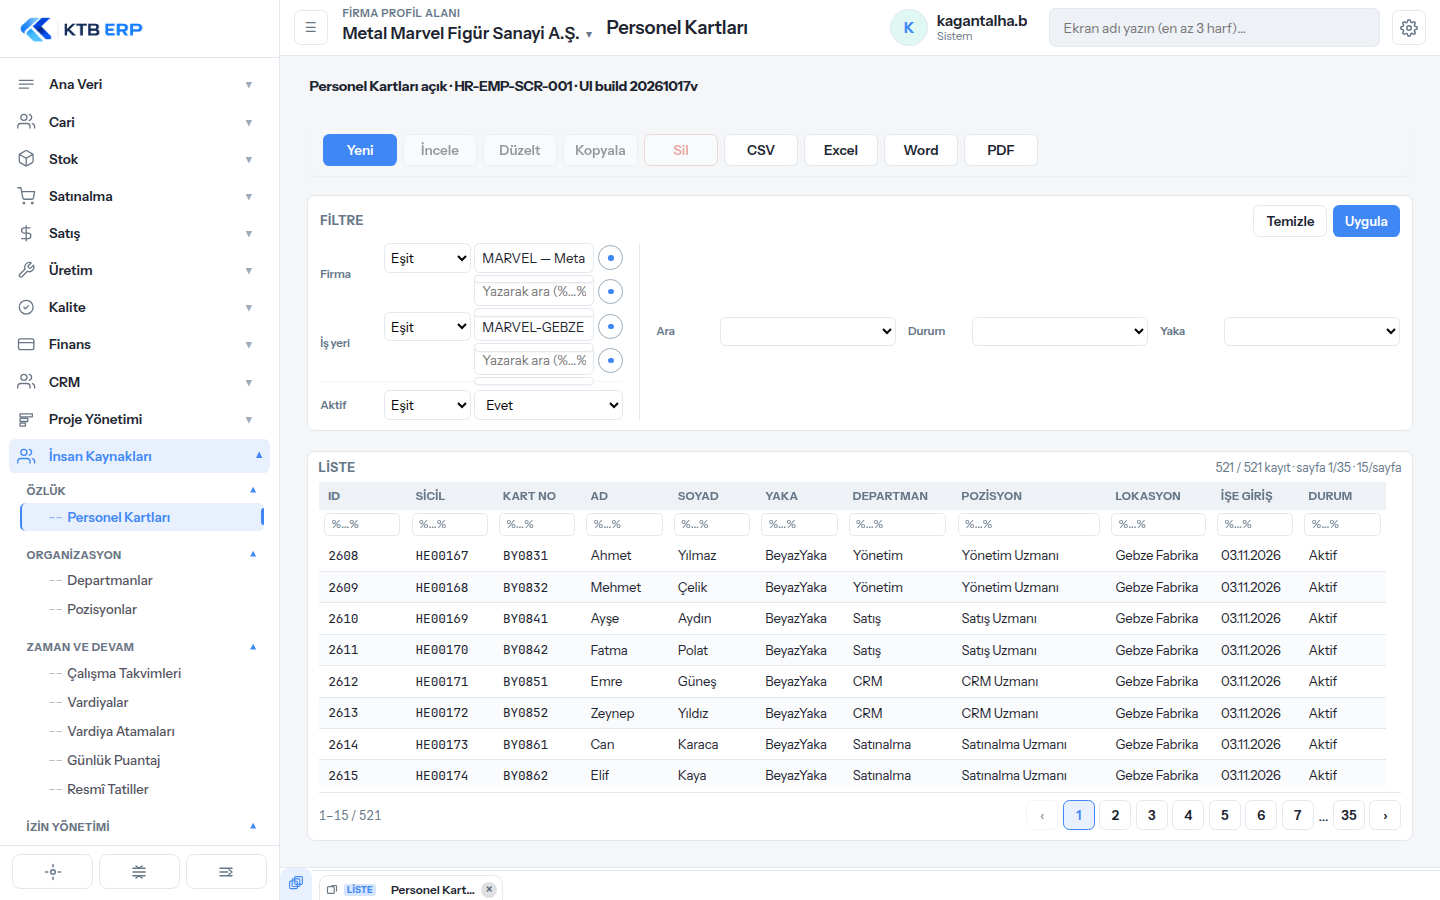 KTB ERP
☰
FİRMA PROFİL ALANI
Metal Marvel Figür Sanayi A.Ş. ▾
Personel Kartları
K
kagantalha.b
Sistem
Ekran adı yazın (en az 3 harf)...
Ana Veri
Cari
Stok
Satınalma
Satış
Üretim
Kalite
Finans
CRM
Proje Yönetimi
İnsan Kaynakları
ÖZLÜK
Personel Kartları
ORGANİZASYON
Departmanlar
Pozisyonlar
ZAMAN VE DEVAM
Çalışma Takvimleri
Vardiyalar
Vardiya Atamaları
Günlük Puantaj
Resmî Tatiller
İZİN YÖNETİMİ
Personel Kartları açık · HR-EMP-SCR-001 · UI build 20261017v
Yeni İncele Düzelt Kopyala Sil CSV Excel Word PDF
FİLTRE
Temizle Uygula
Firma Eşit MARVEL — Meta
Yazarak ara (%...%
İş yeri Eşit MARVEL-GEBZE
Yazarak ara (%...%
Aktif Eşit Evet
Ara Durum Yaka
LİSTE
521 / 521 kayıt · sayfa 1/35 · 15/sayfa
ID SİCİL KART NO AD SOYAD YAKA DEPARTMAN POZİSYON LOKASYON İŞE GİRİŞ DURUM
%...% %...% %...% %...% %...% %...% %...% %...% %...% %...% %...%
2608 HE00167 BY0831 Ahmet Yılmaz BeyazYaka Yönetim Yönetim Uzmanı Gebze Fabrika 03.11.2026 Aktif
2609 HE00168 BY0832 Mehmet Çelik BeyazYaka Yönetim Yönetim Uzmanı Gebze Fabrika 03.11.2026 Aktif
2610 HE00169 BY0841 Ayşe Aydın BeyazYaka Satış Satış Uzmanı Gebze Fabrika 03.11.2026 Aktif
2611 HE00170 BY0842 Fatma Polat BeyazYaka Satış Satış Uzmanı Gebze Fabrika 03.11.2026 Aktif
2612 HE00171 BY0851 Emre Güneş BeyazYaka CRM CRM Uzmanı Gebze Fabrika 03.11.2026 Aktif
2613 HE00172 BY0852 Zeynep Yıldız BeyazYaka CRM CRM Uzmanı Gebze Fabrika 03.11.2026 Aktif
2614 HE00173 BY0861 Can Karaca BeyazYaka Satınalma Satınalma Uzmanı Gebze Fabrika 03.11.2026 Aktif
2615 HE00174 BY0862 Elif Kaya BeyazYaka Satınalma Satınalma Uzmanı Gebze Fabrika 03.11.2026 Aktif
1–15 / 521
‹ 1 2 3 4 5 6 7 ... 35 ›
LİSTE Personel Kart... ×